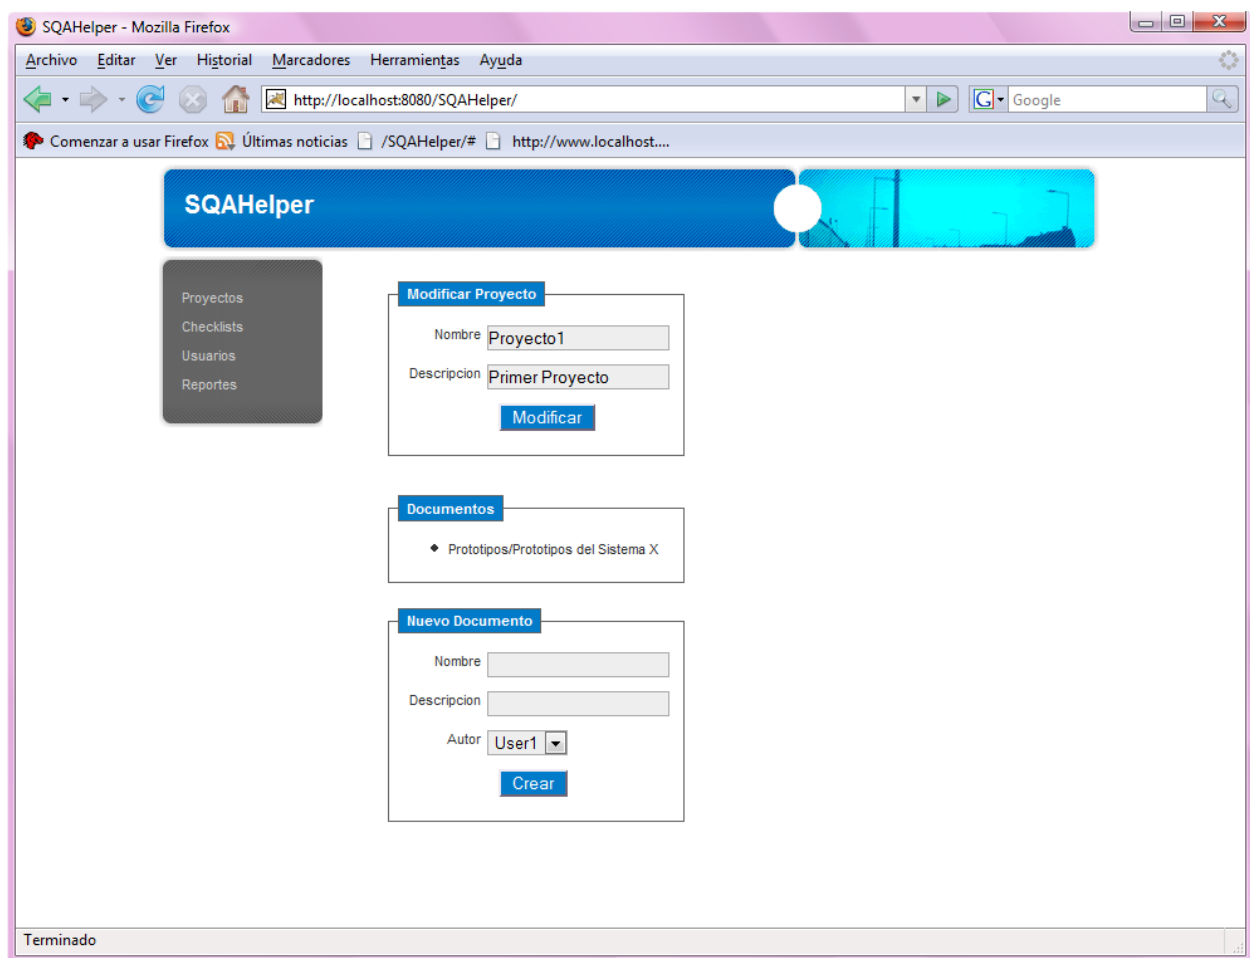 SQAHelper - Mozilla Firefox
Archivo Editar Ver Historial Marcadores Herramientas Ayuda
http://localhost:8080/SQAHelper/ G Google
Comenzar a usar Firefox Últimas noticias /SQAHelper/# http://www.localhost....
SQAHelper
Proyectos
Checklists
Usuarios
Reportes
Modificar Proyecto
Nombre Proyecto1
Descripcion Primer Proyecto
Modificar
Documentos
Prototipos/Prototipos del Sistema X
Nuevo Documento
Nombre
Descripcion
Autor User1
Crear
Terminado